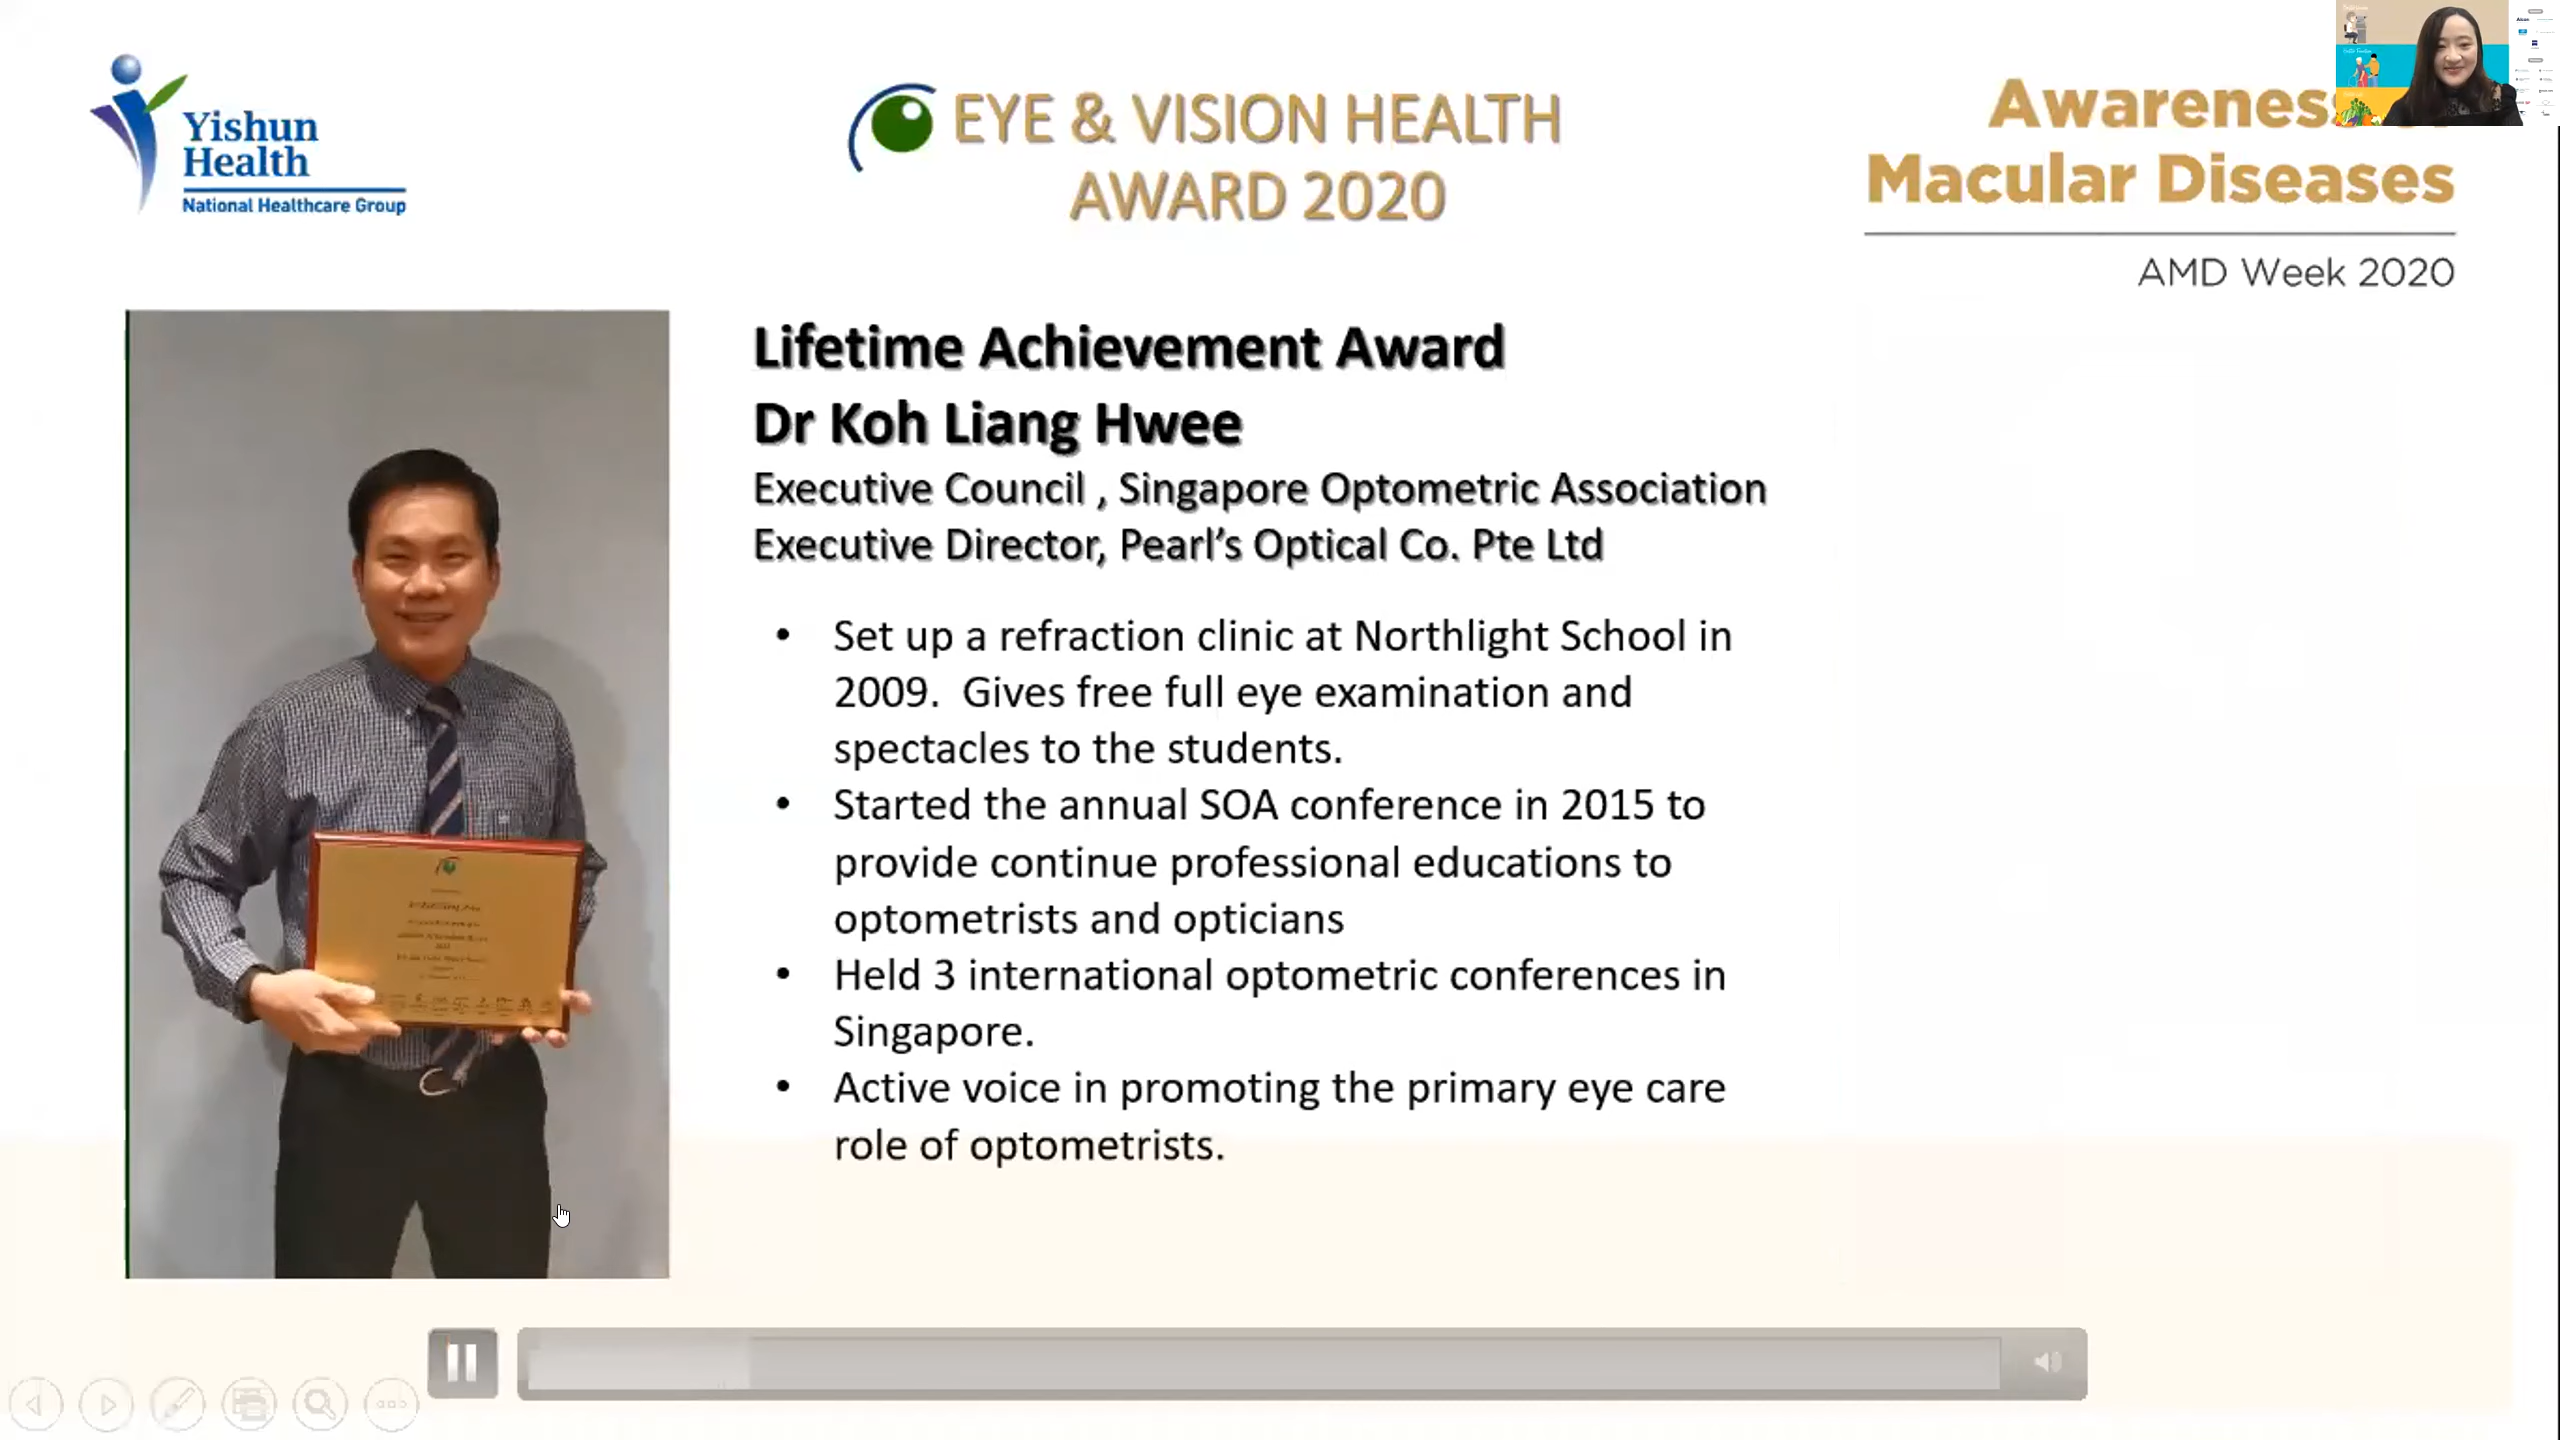 Yishun
Health
National Healthcare Group
EYE & VISION HEALTH
AWARD 2020
Macular Diseases
AMD Week 2020
Lifetime Achievement Award
Dr Koh Liang Hwee
Executive Council , Singapore Optometric Association
Executive Director, Pearl's Optical Co. Pte Ltd
• Set up a refraction clinic at Northlight School in
2009.  Gives free full eye examination and
spectacles to the students.
• Started the annual SOA conference in 2015 to
provide continue professional educations to
optometrists and opticians
• Held 3 international optometric conferences in
Singapore.
• Active voice in promoting the primary eye care
role of optometrists.